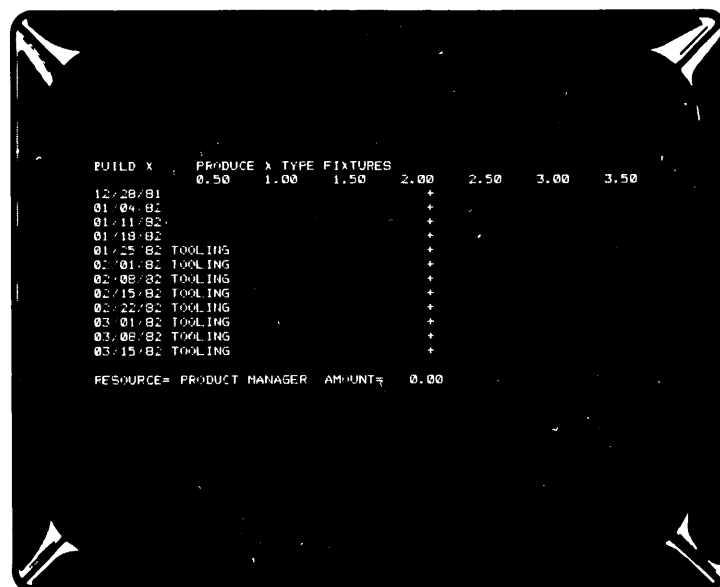 BUILD X PRODUCE X TYPE FIXTURES
0.50 1.00 1.50 2.00 2.50 3.00 3.50
12/28/81 +
01/04/82 +
01/11/82 +
01/18/82 +
01/25/82 TOOLING +
02/01/82 TOOLING +
02/08/82 TOOLING +
02/15/82 TOOLING +
02/22/82 TOOLING +
03/01/82 TOOLING +
03/08/82 TOOLING +
03/15/82 TOOLING +
RESOURCE= PRODUCT MANAGER AMOUNT= 0.00